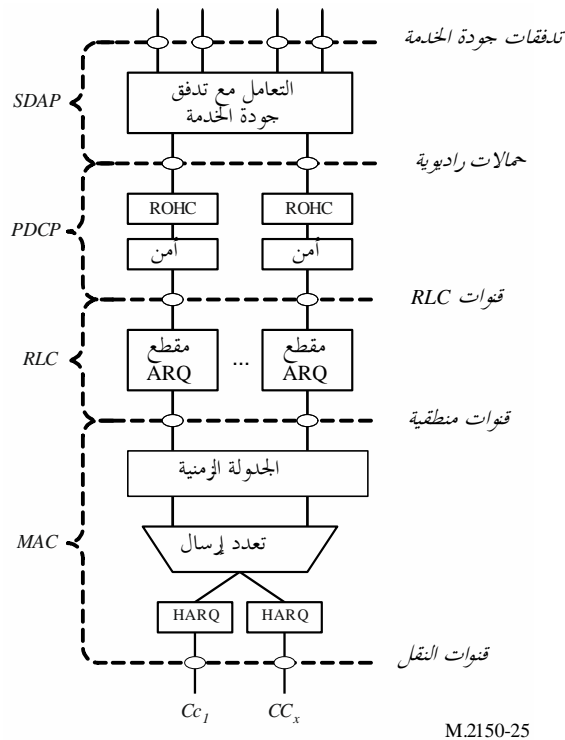 تدفقات جودة الخدمة
التعامل مع تدفق
جودة الخدمة
SDAP
حمالات راديوية
ROHC ROHC
PDCP
أمن أمن
قنوات RLC
مقطع مقطع
ARQ ... ARQ
RLC
قنوات منطقية
الجدولة الزمنية
MAC
تعدد إرسال
HARQ HARQ
قنوات النقل
Cc1 CCx
M.2150-25